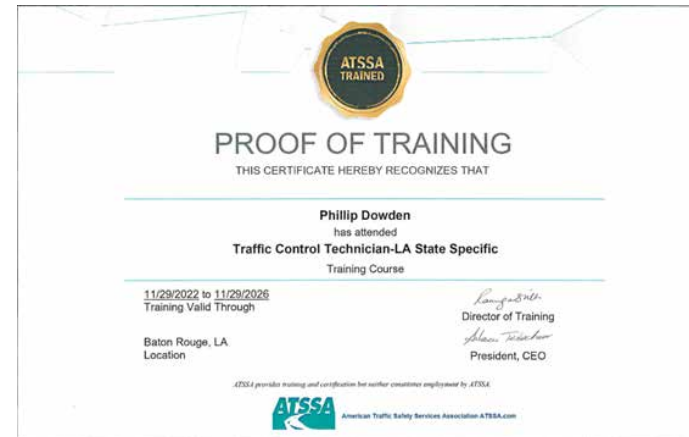 ATSSA
TRAINED
PROOF OF TRAINING
THIS CERTIFICATE HEREBY RECOGNIZES THAT
Phillip Dowden
has attended
Traffic Control Technician-LA State Specific
Training Course
11/29/2022 to 11/29/2026
Training Valid Through
Director of Training
Baton Rouge, LA
Location
President, CEO
ATSSA provides training and certification but neither constitutes employment by ATSSA.
ATSSA
American Traffic Safety Services Association-ATSSA.com